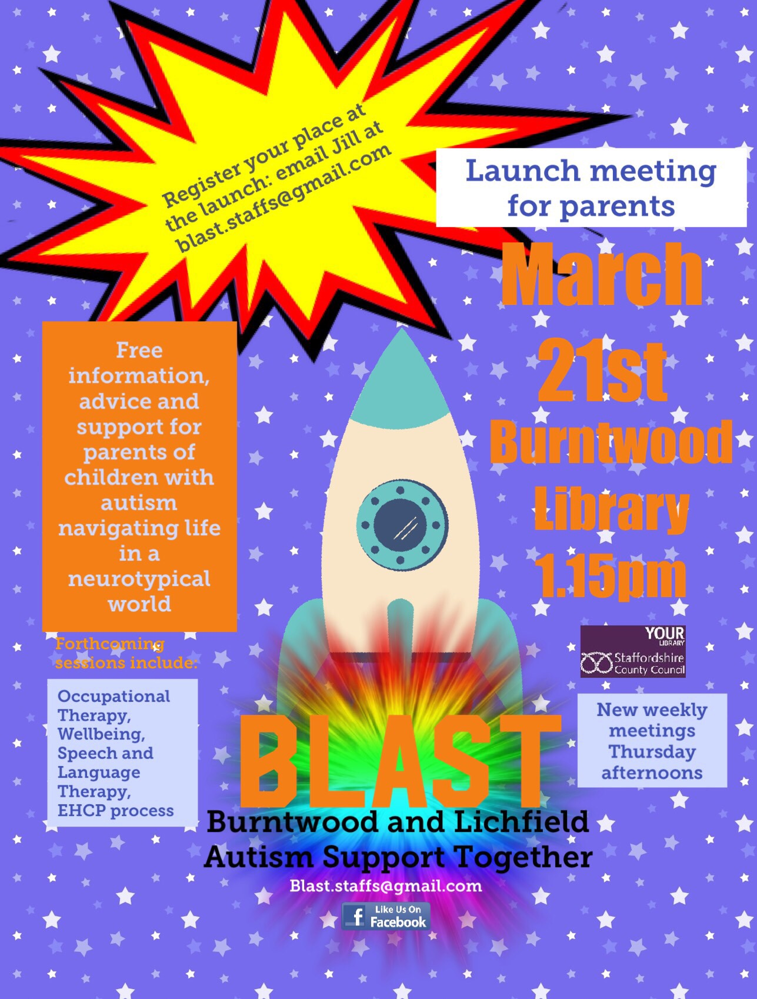 Register your place at
the launch: email Jill at
blast.staffs@gmail.com
Launch meeting
for parents
March
21st
Burntwood
Library
1.15pm
Free
information,
advice and
support for
parents of
children with
autism
navigating life
in a
neurotypical
world
Forthcoming
sessions include:
Occupational
Therapy,
Wellbeing,
Speech and
Language
Therapy,
EHCP process
YOUR
LIBRARY
Staffordshire
County Council
New weekly
meetings
Thursday
afternoons
BLAST
Burntwood and Lichfield
Autism Support Together
Blast.staffs@gmail.com
f Like Us On
Facebook